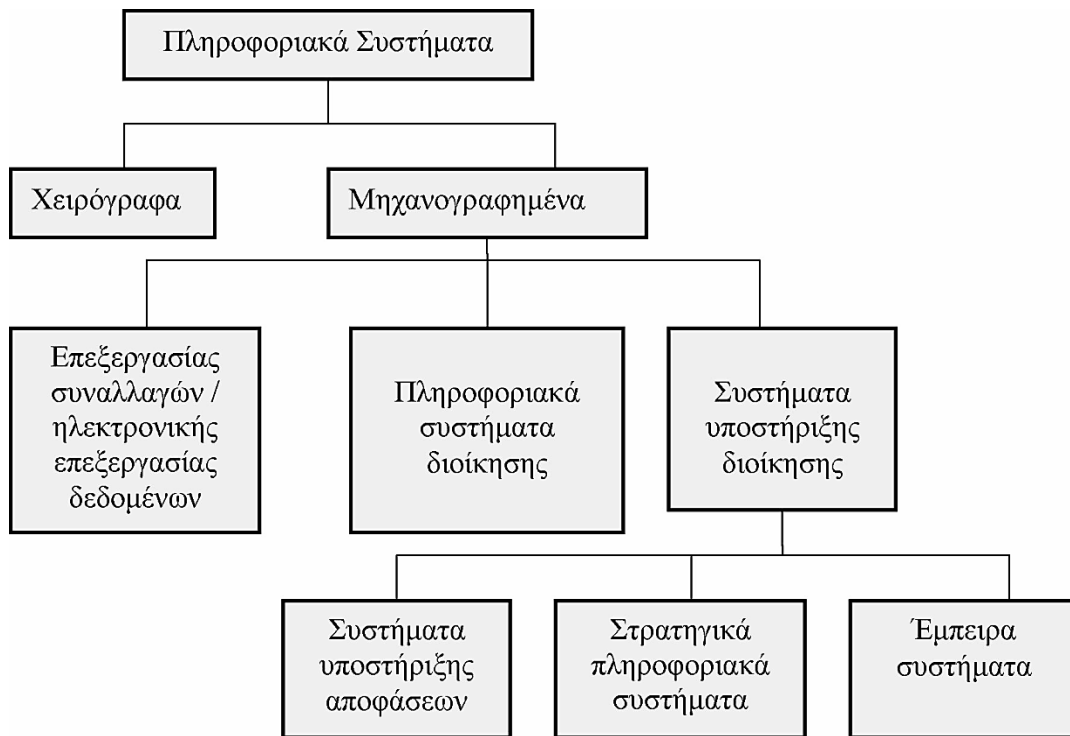 Πληροφοριακά Συστήματα
Χειρόγραφα
Μηχανογραφημένα
Επεξεργασίας
συναλλαγών /
ηλεκτρονικής
επεξεργασίας
δεδομένων
Πληροφοριακά
συστήματα
διοίκησης
Συστήματα
υποστήριξης
διοίκησης
Συστήματα
υποστήριξης
αποφάσεων
Στρατηγικά
πληροφοριακά
συστήματα
Έμπειρα
συστήματα